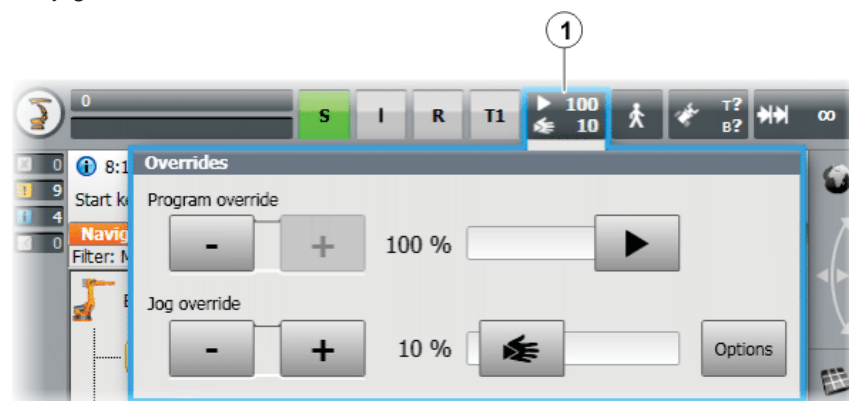 1
0
S I R T1 100 10 T? B? ∞
0
9
4
0
8:1
Start k
Overrides
Navig
Filter: M
Program override
- + 100 %
Jog override
- + 10 % Options